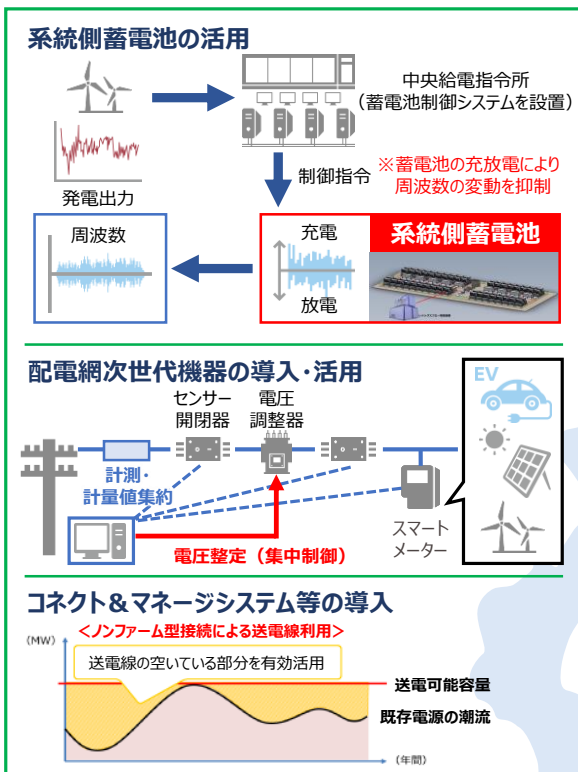 系統側蓄電池の活用
中央給電指令所
（蓄電池制御システムを設置）
発電出力
制御指令
※蓄電池の充放電により
周波数の変動を抑制
周波数
充電
放電
系統側蓄電池
配電網次世代機器の導入・活用
センサー
開閉器
電圧
調整器
計測・
計量値集約
電圧整定（集中制御）
スマート
メーター
EV
コネクト＆マネージシステム等の導入
＜ノンファーム型接続による送電線利用＞
(MW)
送電線の空いている部分を有効活用
送電可能容量
既存電源の潮流
（年間）